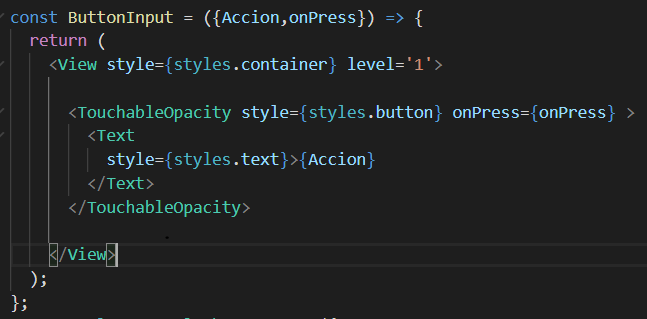 const ButtonInput = ({Accion,onPress}) => {
return (
<View style={styles.container} level='1'>
<TouchableOpacity style={styles.button} onPress={onPress} >
<Text
style={styles.text}>{Accion}
</Text>
</TouchableOpacity>
</View>
);
};